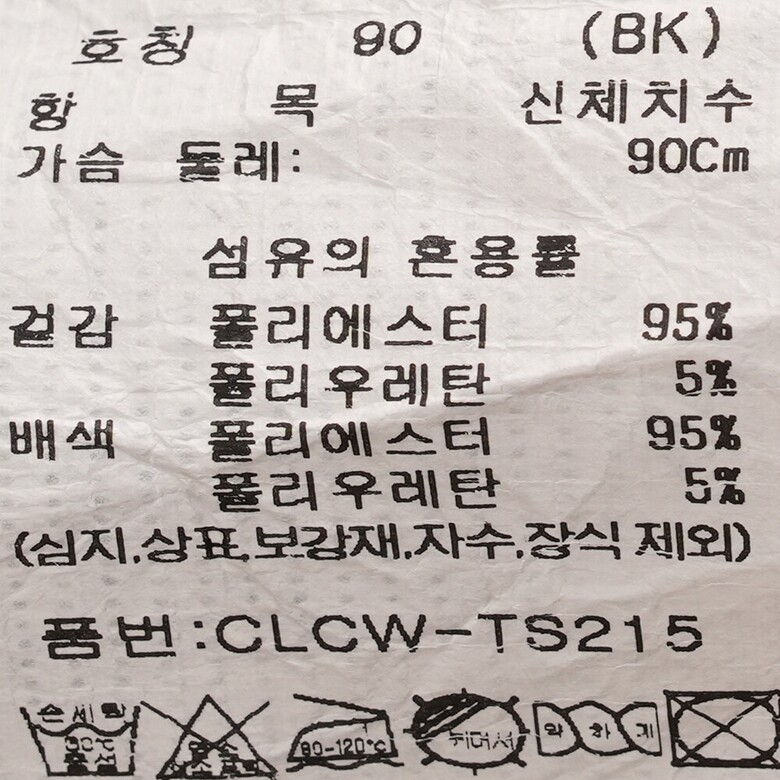 호칭 90 (BK)
항 목 신체치수
가슴 둘레: 90Cm
섬유의 혼용률
겉감 폴리에스터 95%
폴리우레탄 5%
배색 폴리에스터 95%
폴리우레탄 5%
(심지,상표,보강재,자수,장식 제외)
품번:CLCW-TS215
손세탁 30℃ 중성
80-120℃
뉘어서
약하게